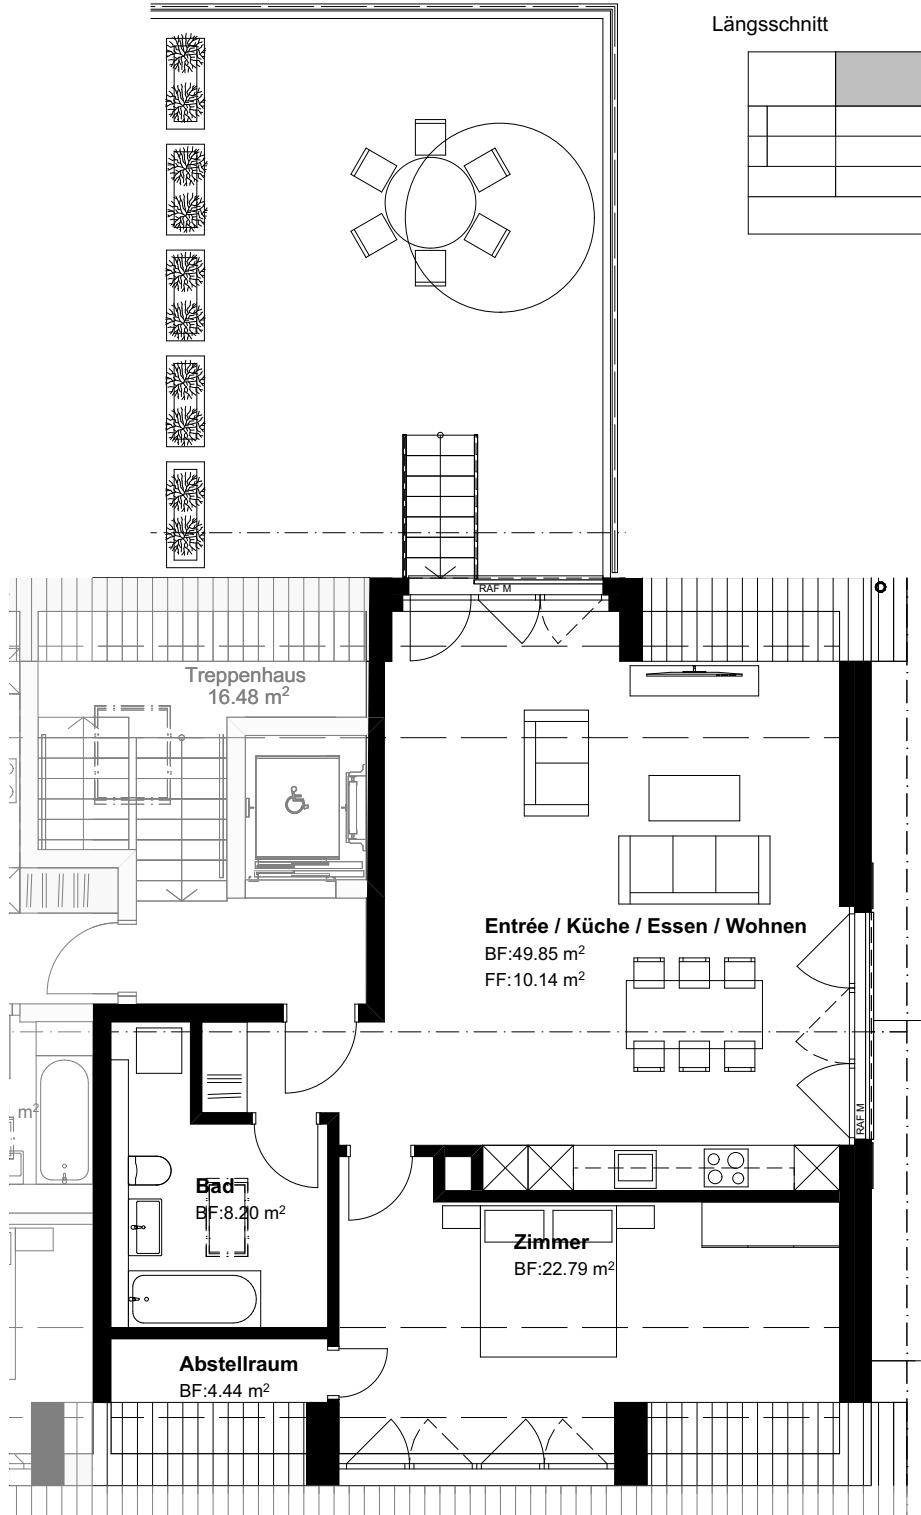 Längsschnitt
RAF M
Treppenhaus
16.48 m²
Entrée / Küche / Essen / Wohnen
BF:49.85 m²
FF:10.14 m²
RAF M
m²
Bad
BF:8.20 m²
Zimmer
BF:22.79 m²
Abstellraum
BF:4.44 m²